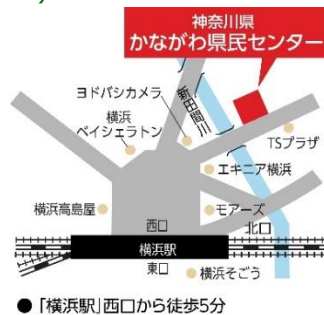 神奈川県
かながわ県民センター
ヨドバシカメラ
新田間川
横浜
ベイシェラトン
TSプラザ
エキニア横浜
横浜高島屋
モアーズ
西口
北口
横浜駅
東口
横浜そごう
● 「横浜駅」西口から徒歩5分